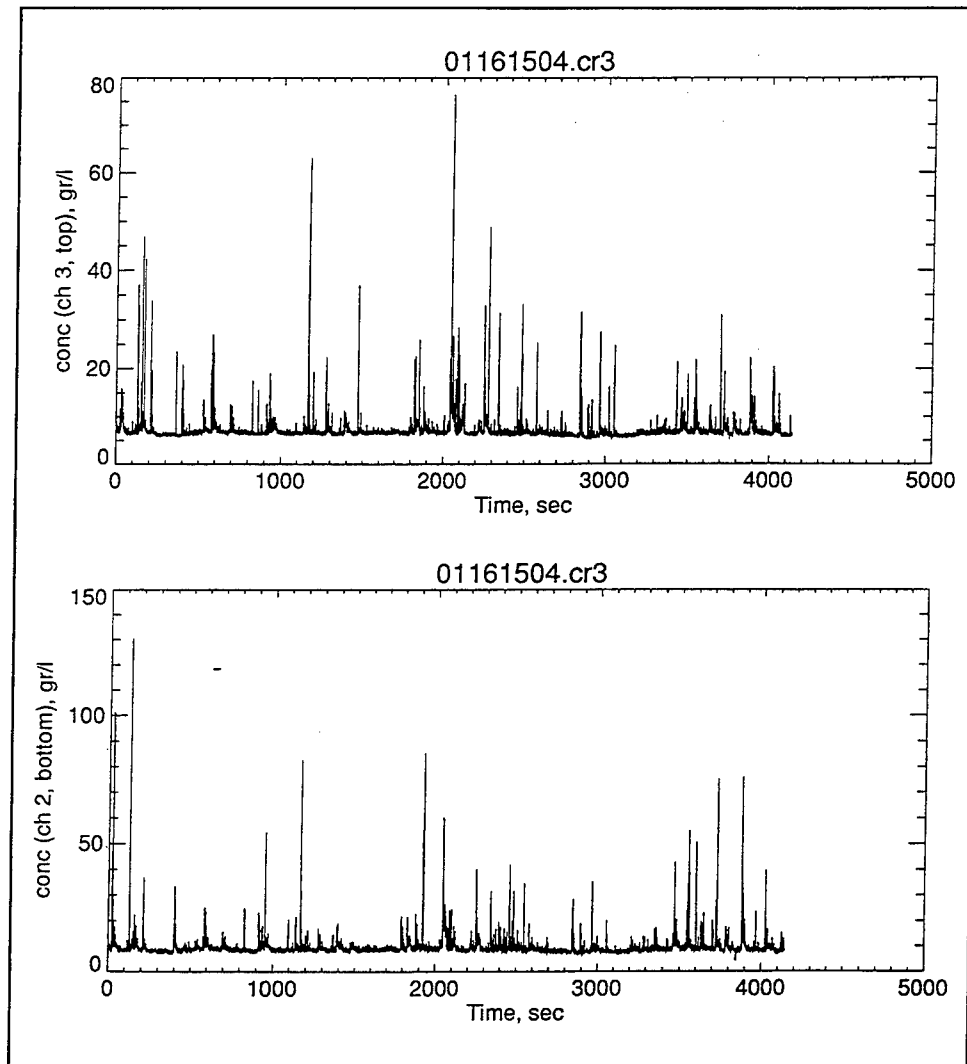 01161504.cr3
80
60
40
20
0
conc (ch 3, top), gr/l
0 1000 2000 3000 4000 5000
Time, sec
01161504.cr3
150
100
50
0
conc (ch 2, bottom), gr/l
0 1000 2000 3000 4000 5000
Time, sec